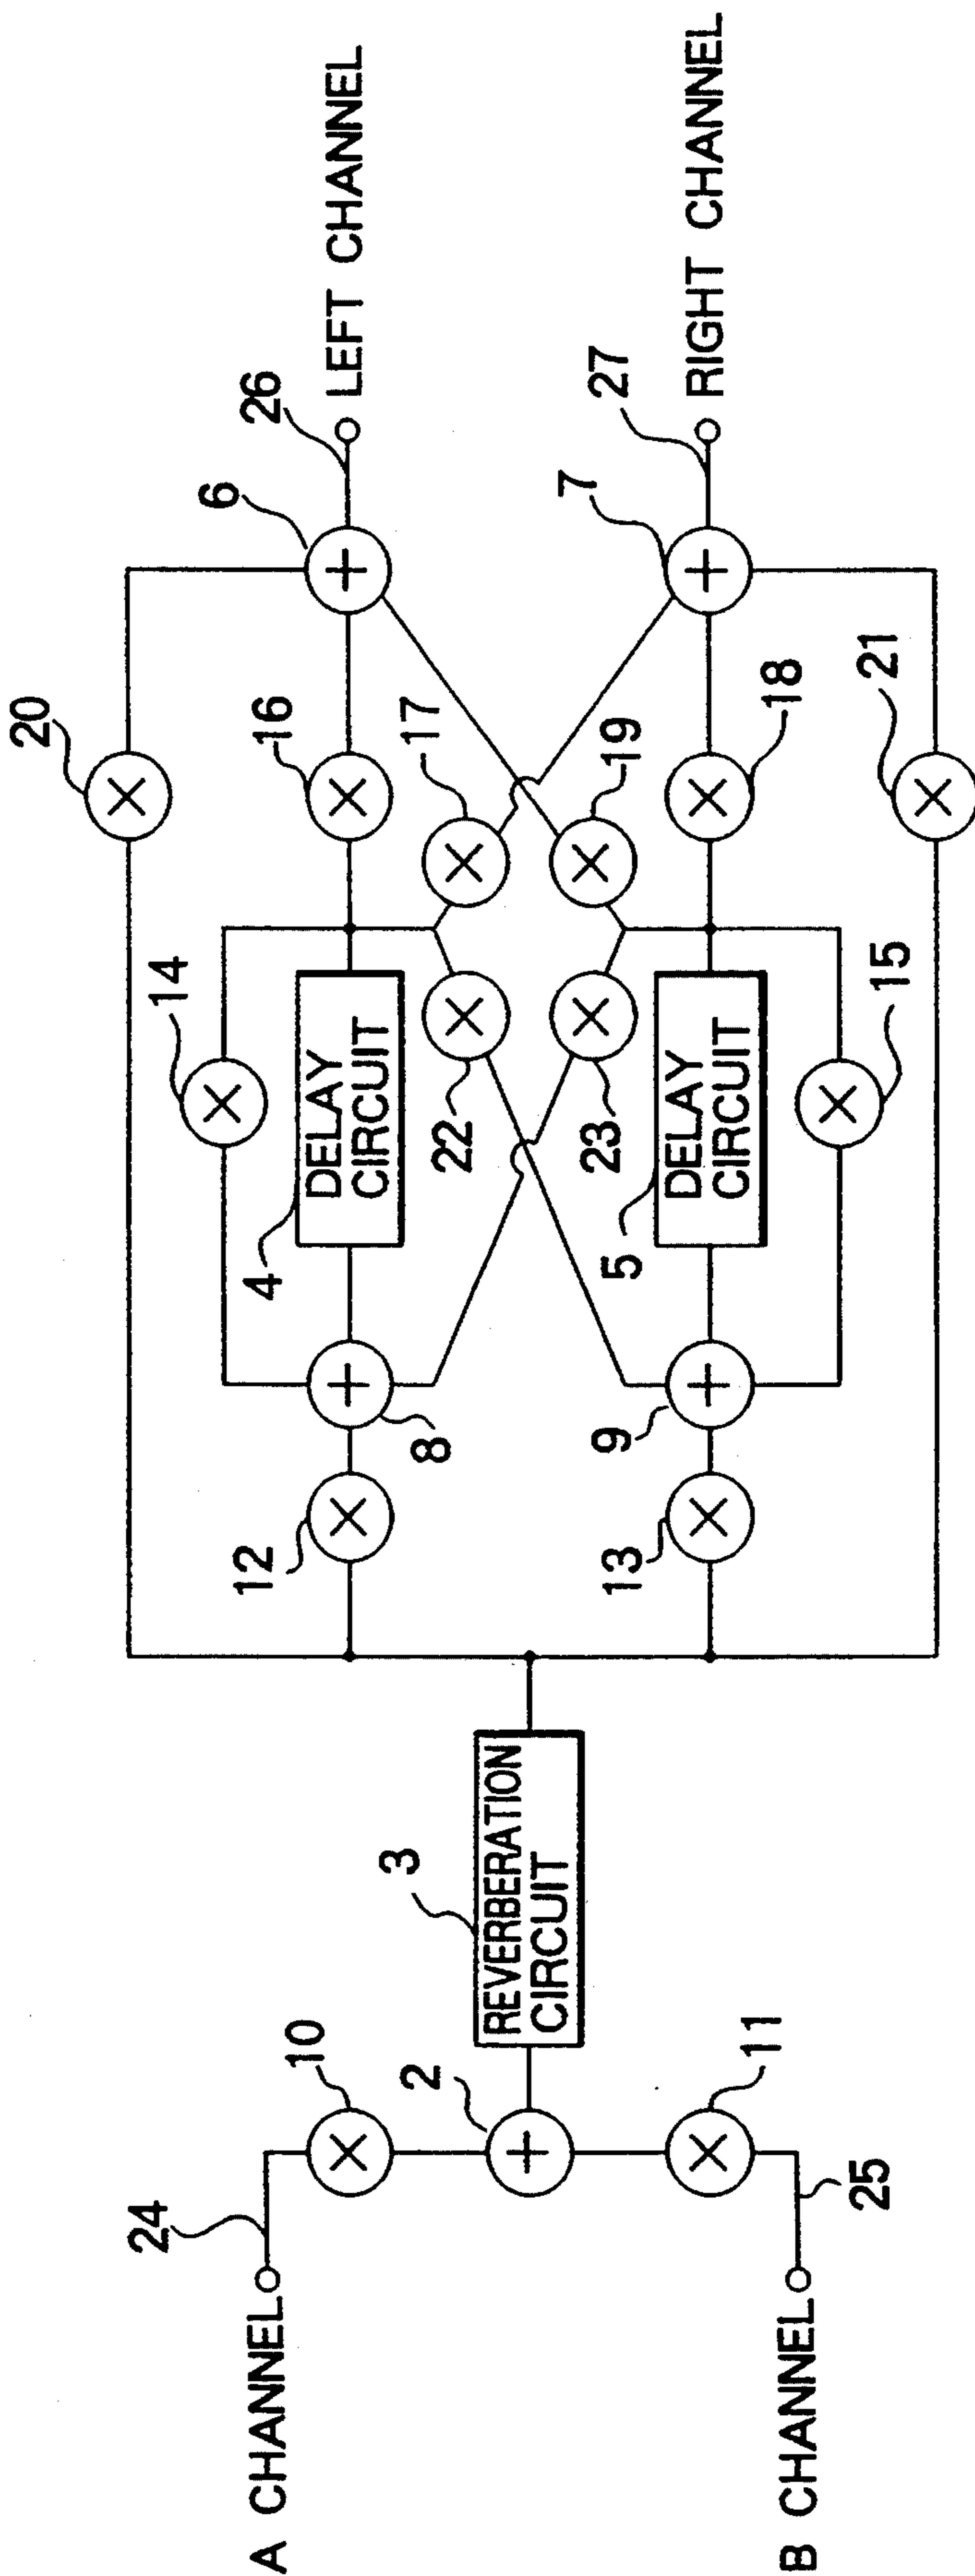 A CHANNEL
24
10
2
11
25
B CHANNEL
3
REVERBERATION
CIRCUIT
12
8
4
DELAY
CIRCUIT
14
22
16
17
20
6
26
LEFT CHANNEL
13
9
5
DELAY
CIRCUIT
15
23
19
18
21
7
27
RIGHT CHANNEL